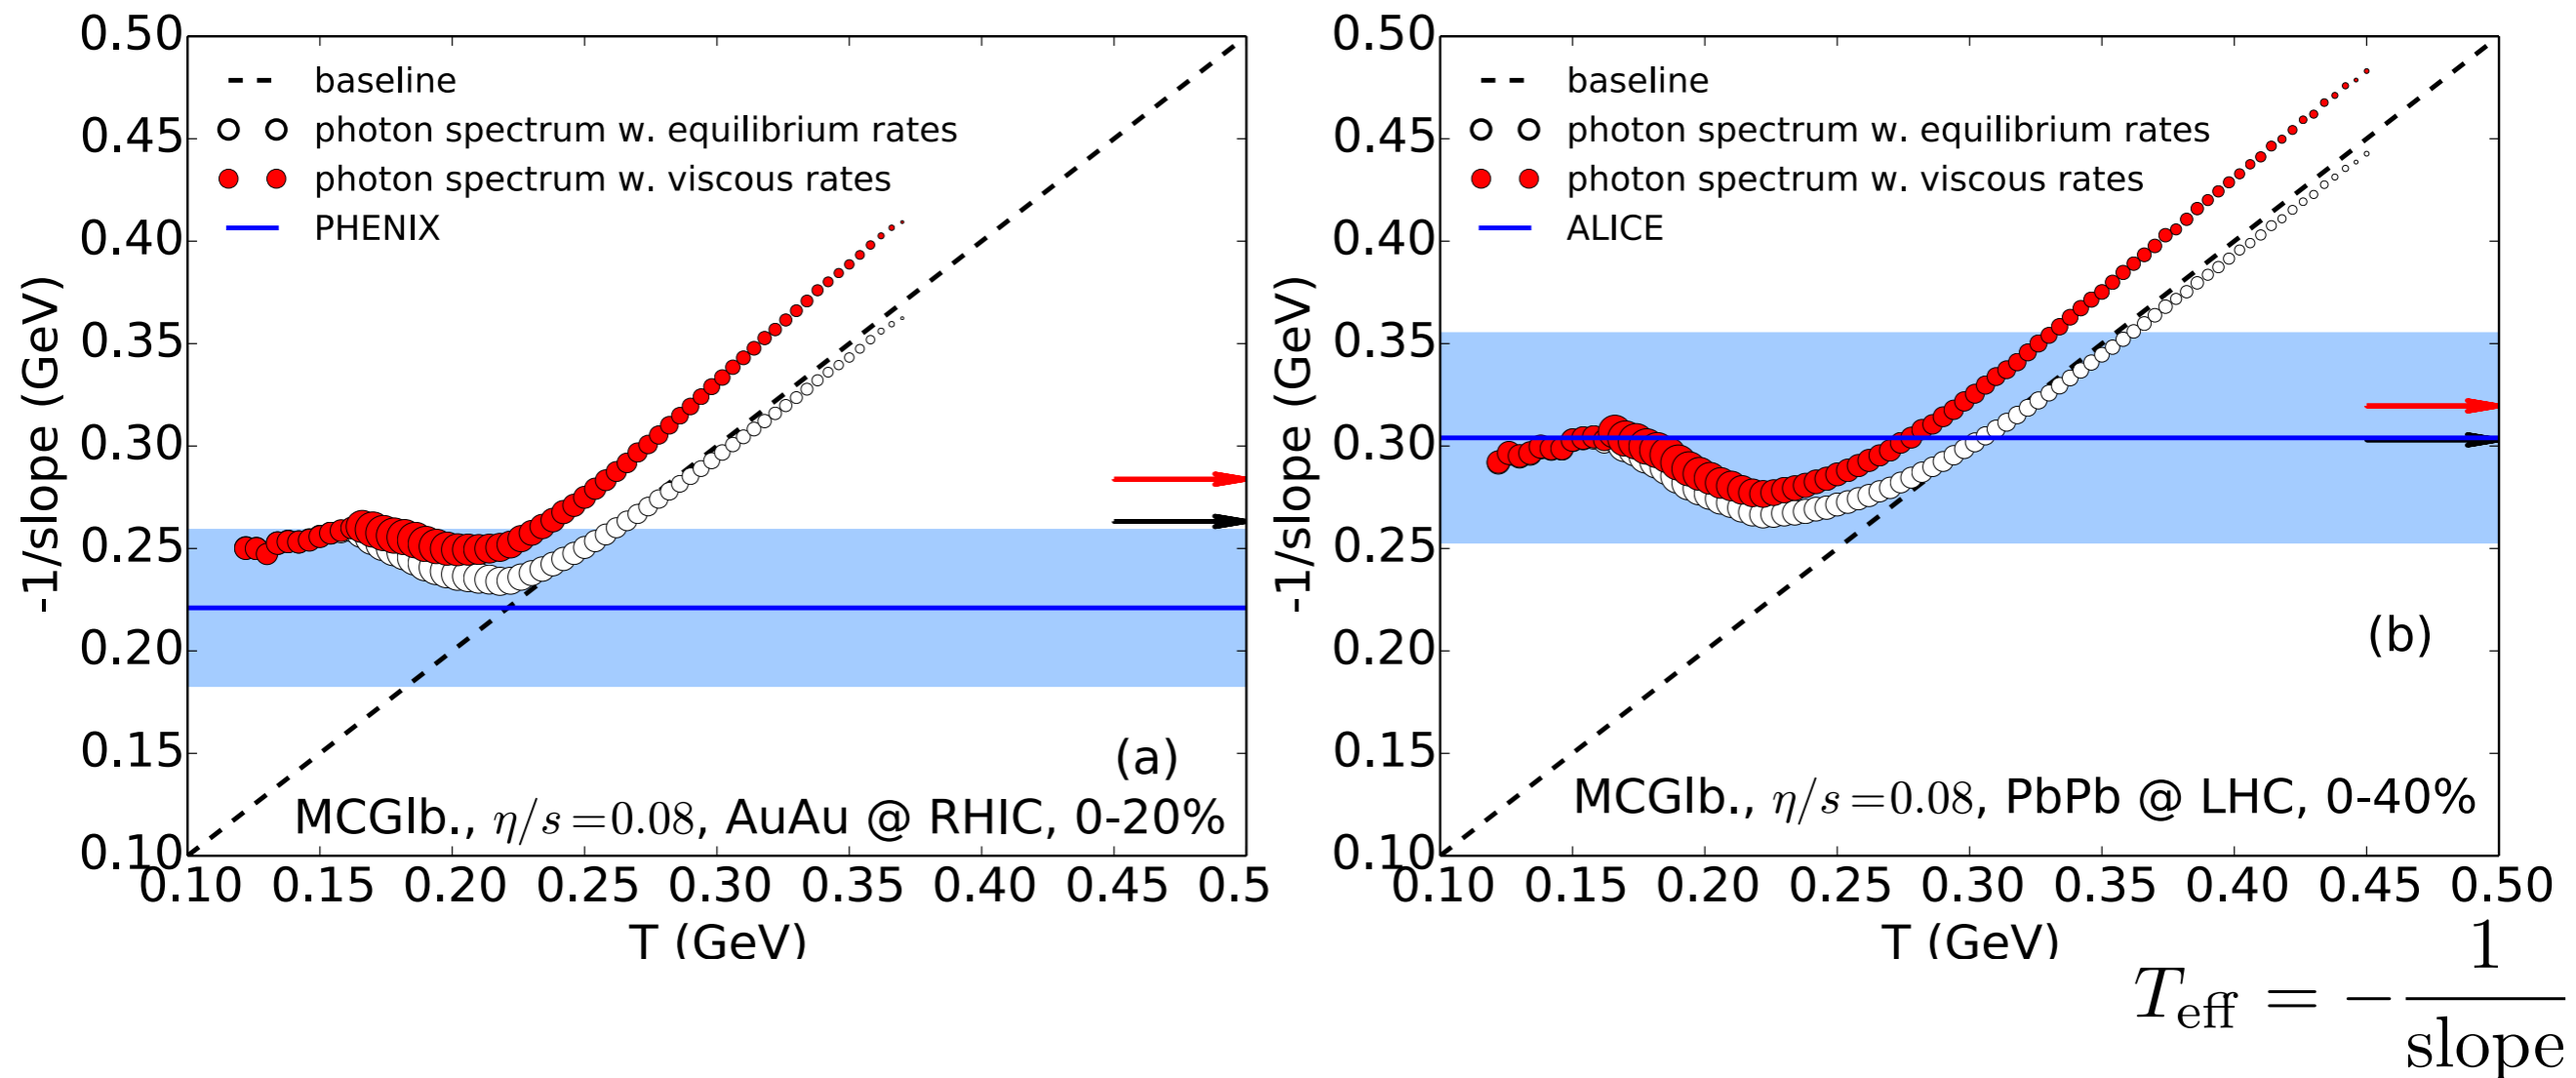 0.50
0.45
0.40
0.35
0.30
0.25
0.20
0.15
0.10
-1/slope (GeV)
baseline
photon spectrum w. equilibrium rates
photon spectrum w. viscous rates
PHENIX
(a)
MCGlb., η/s=0.08, AuAu @ RHIC, 0-20%
0.10 0.15 0.20 0.25 0.30 0.35 0.40 0.45 0.5
T (GeV)
0.50
0.45
0.40
0.35
0.30
0.25
0.20
0.15
0.10
-1/slope (GeV)
baseline
photon spectrum w. equilibrium rates
photon spectrum w. viscous rates
ALICE
(b)
MCGlb., η/s=0.08, PbPb @ LHC, 0-40%
0.10 0.15 0.20 0.25 0.30 0.35 0.40 0.45 0.50
T (GeV)
T_eff = − 1/slope